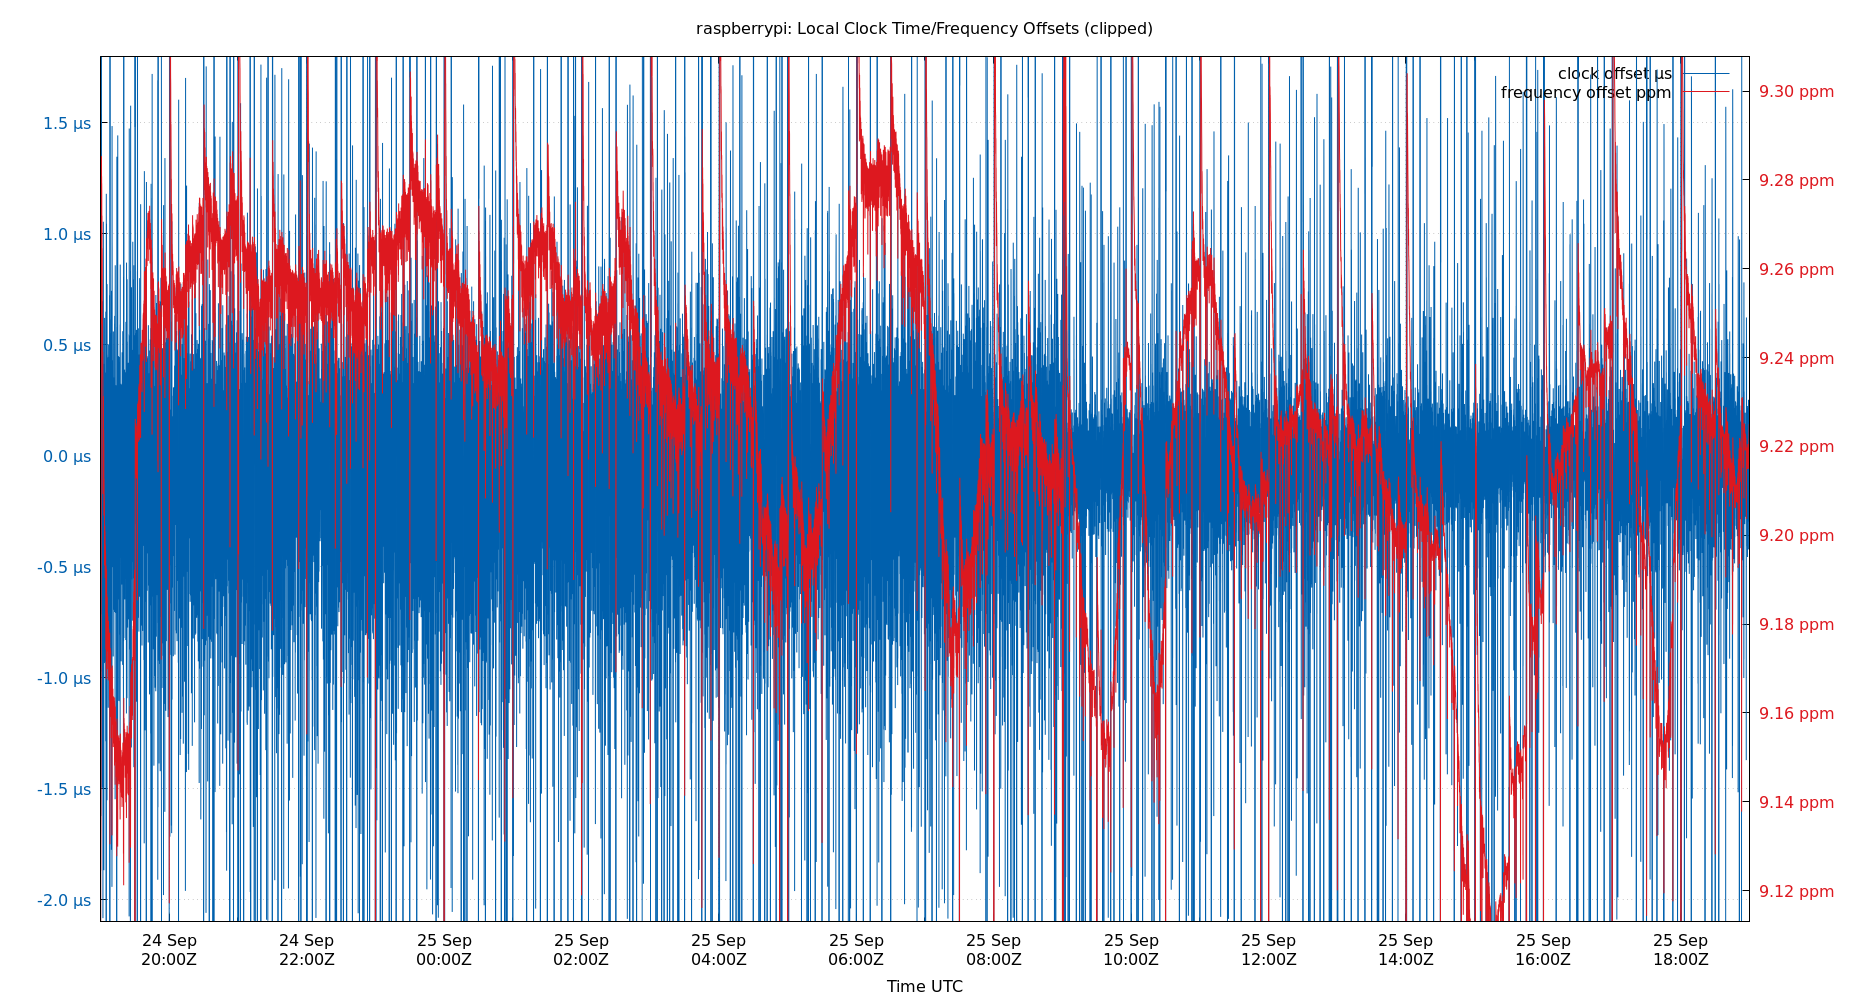 raspberrypi: Local Clock Time/Frequency Offsets (clipped)
clock offset µs
frequency offset ppm
1.5 µs
1.0 µs
0.5 µs
0.0 µs
-0.5 µs
-1.0 µs
-1.5 µs
-2.0 µs
9.30 ppm
9.28 ppm
9.26 ppm
9.24 ppm
9.22 ppm
9.20 ppm
9.18 ppm
9.16 ppm
9.14 ppm
9.12 ppm
24 Sep 24 Sep 25 Sep 25 Sep 25 Sep 25 Sep 25 Sep 25 Sep 25 Sep 25 Sep 25 Sep 25 Sep
20:00Z 22:00Z 00:00Z 02:00Z 04:00Z 06:00Z 08:00Z 10:00Z 12:00Z 14:00Z 16:00Z 18:00Z
Time UTC